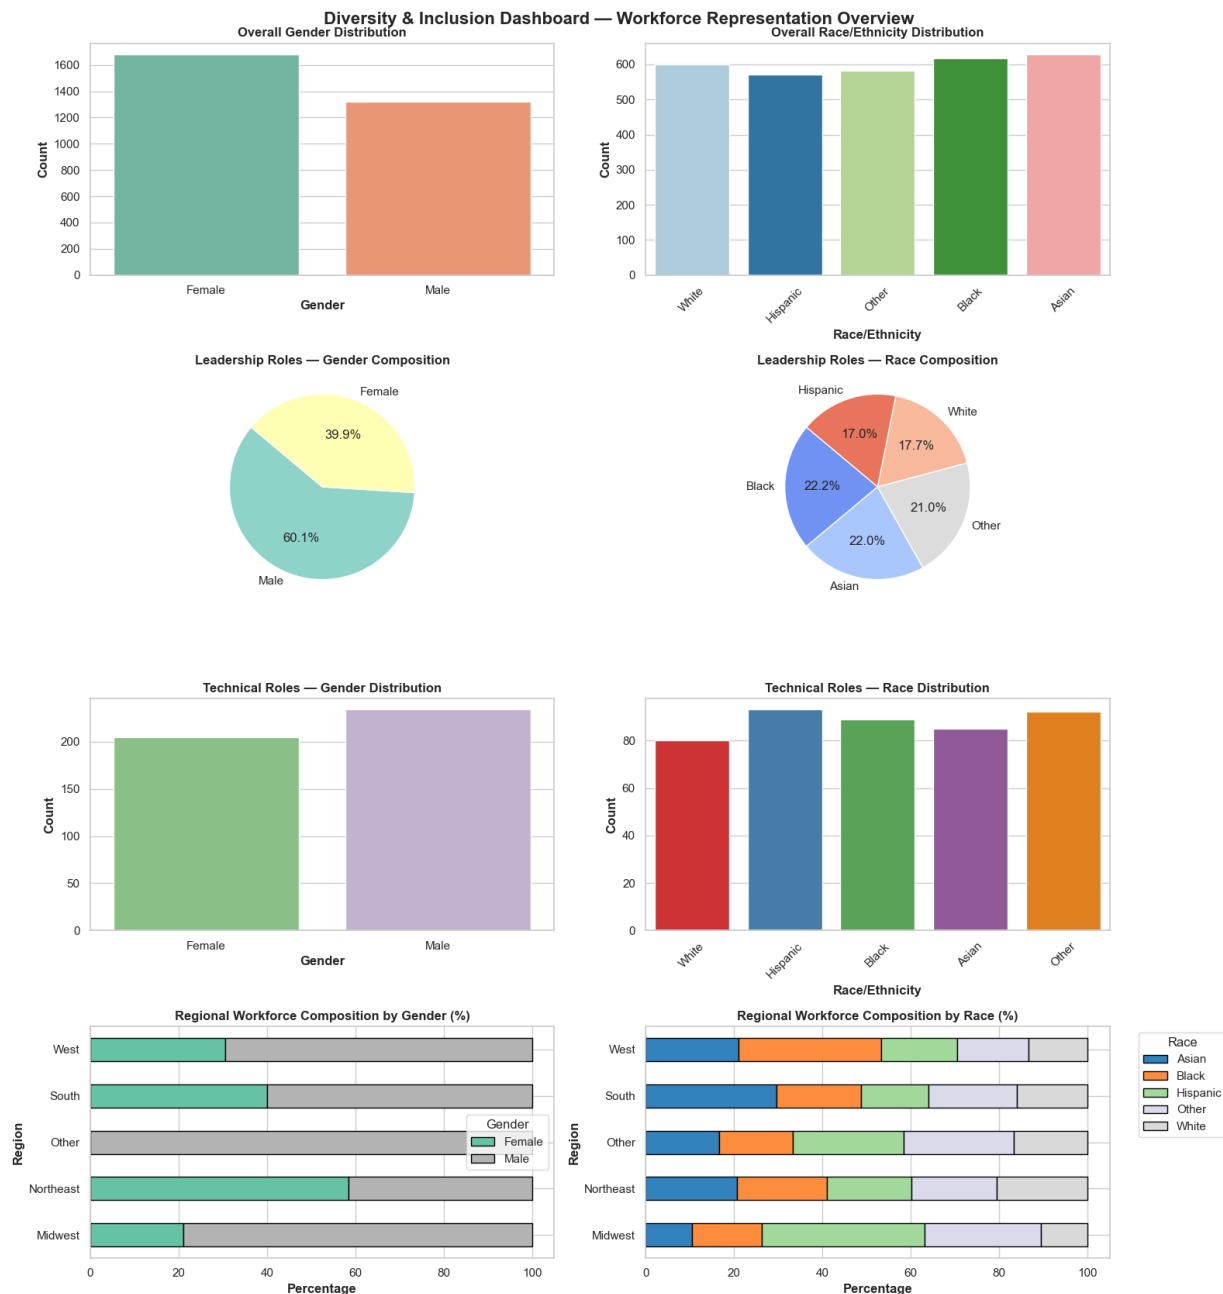 Diversity & Inclusion Dashboard — Workforce Representation Overview
Overall Gender Distribution
1600
1400
1200
1000
800
600
400
200
0
Count
Female
Male
Gender
Overall Race/Ethnicity Distribution
600
500
400
300
200
100
0
Count
White
Hispanic
Other
Black
Asian
Race/Ethnicity
Leadership Roles — Gender Composition
Female
39.9%
60.1%
Male
Leadership Roles — Race Composition
Hispanic
White
17.0%
17.7%
Black
22.2%
21.0%
Other
22.0%
Asian
Technical Roles — Gender Distribution
200
150
100
50
0
Count
Female
Male
Gender
Technical Roles — Race Distribution
80
60
40
20
0
Count
White
Hispanic
Black
Asian
Other
Race/Ethnicity
Regional Workforce Composition by Gender (%)
West
South
Other
Northeast
Midwest
Region
Gender
Female
Male
0
20
40
60
80
100
Percentage
Regional Workforce Composition by Race (%)
West
South
Other
Northeast
Midwest
Region
0
20
40
60
80
100
Percentage
Race
Asian
Black
Hispanic
Other
White